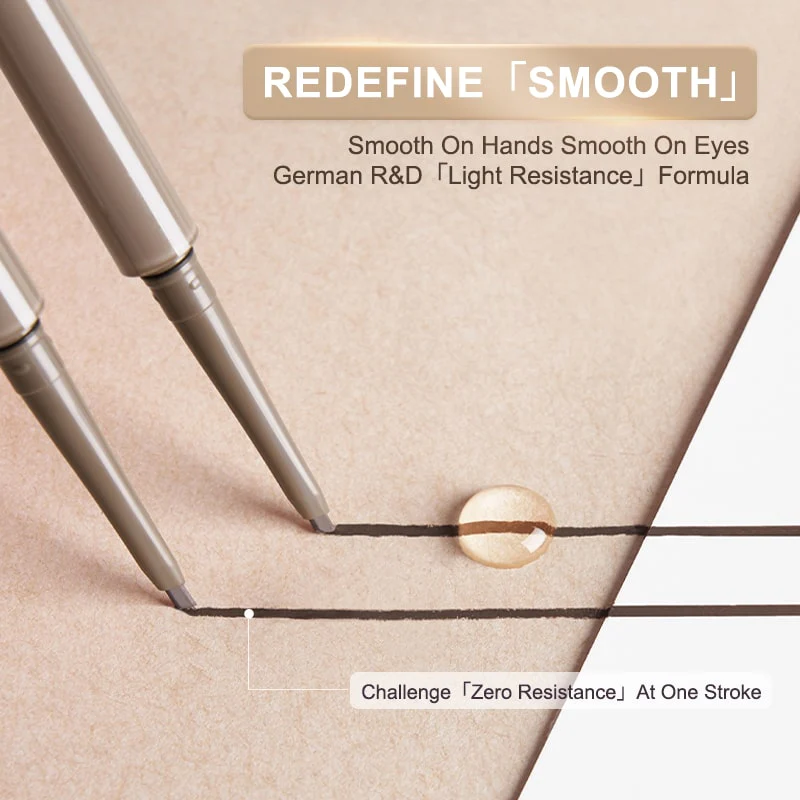 REDEFINE「SMOOTH」
Smooth On Hands Smooth On Eyes
German R&D「Light Resistance」Formula
Challenge「Zero Resistance」At One Stroke